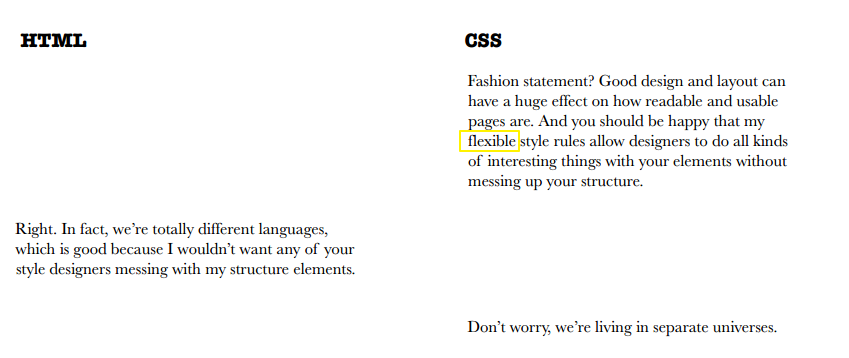 HTML
CSS
Fashion statement? Good design and layout can
have a huge effect on how readable and usable
pages are. And you should be happy that my
flexible style rules allow designers to do all kinds
of interesting things with your elements without
messing up your structure.
Right. In fact, we’re totally different languages,
which is good because I wouldn’t want any of your
style designers messing with my structure elements.
Don’t worry, we’re living in separate universes.